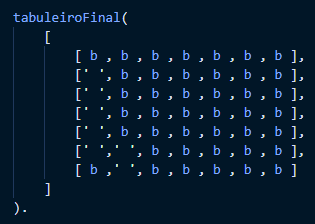 tabuleiroFinal(
    [
        [ b , b , b , b , b , b , b ],
        [' ', b , b , b , b , b , b ],
        [' ', b , b , b , b , b , b ],
        [' ', b , b , b , b , b , b ],
        [' ', b , b , b , b , b , b ],
        [' ',' ', b , b , b , b , b ],
        [ b ,' ', b , b , b , b , b ]
    ]
).